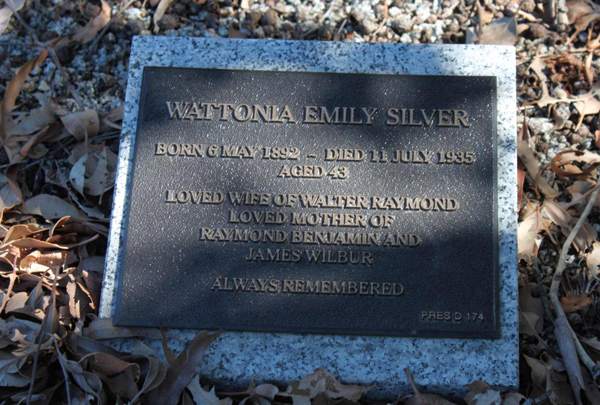 WATTONIA EMILY SILVER
BORN 6 MAY 1892 - DIED 11 JULY 1935
AGED 43
LOVED WIFE OF WALTER RAYMOND
LOVED MOTHER OF
RAYMOND BENJAMIN AND
JAMES WILBUR
ALWAYS REMEMBERED
PRES D 174